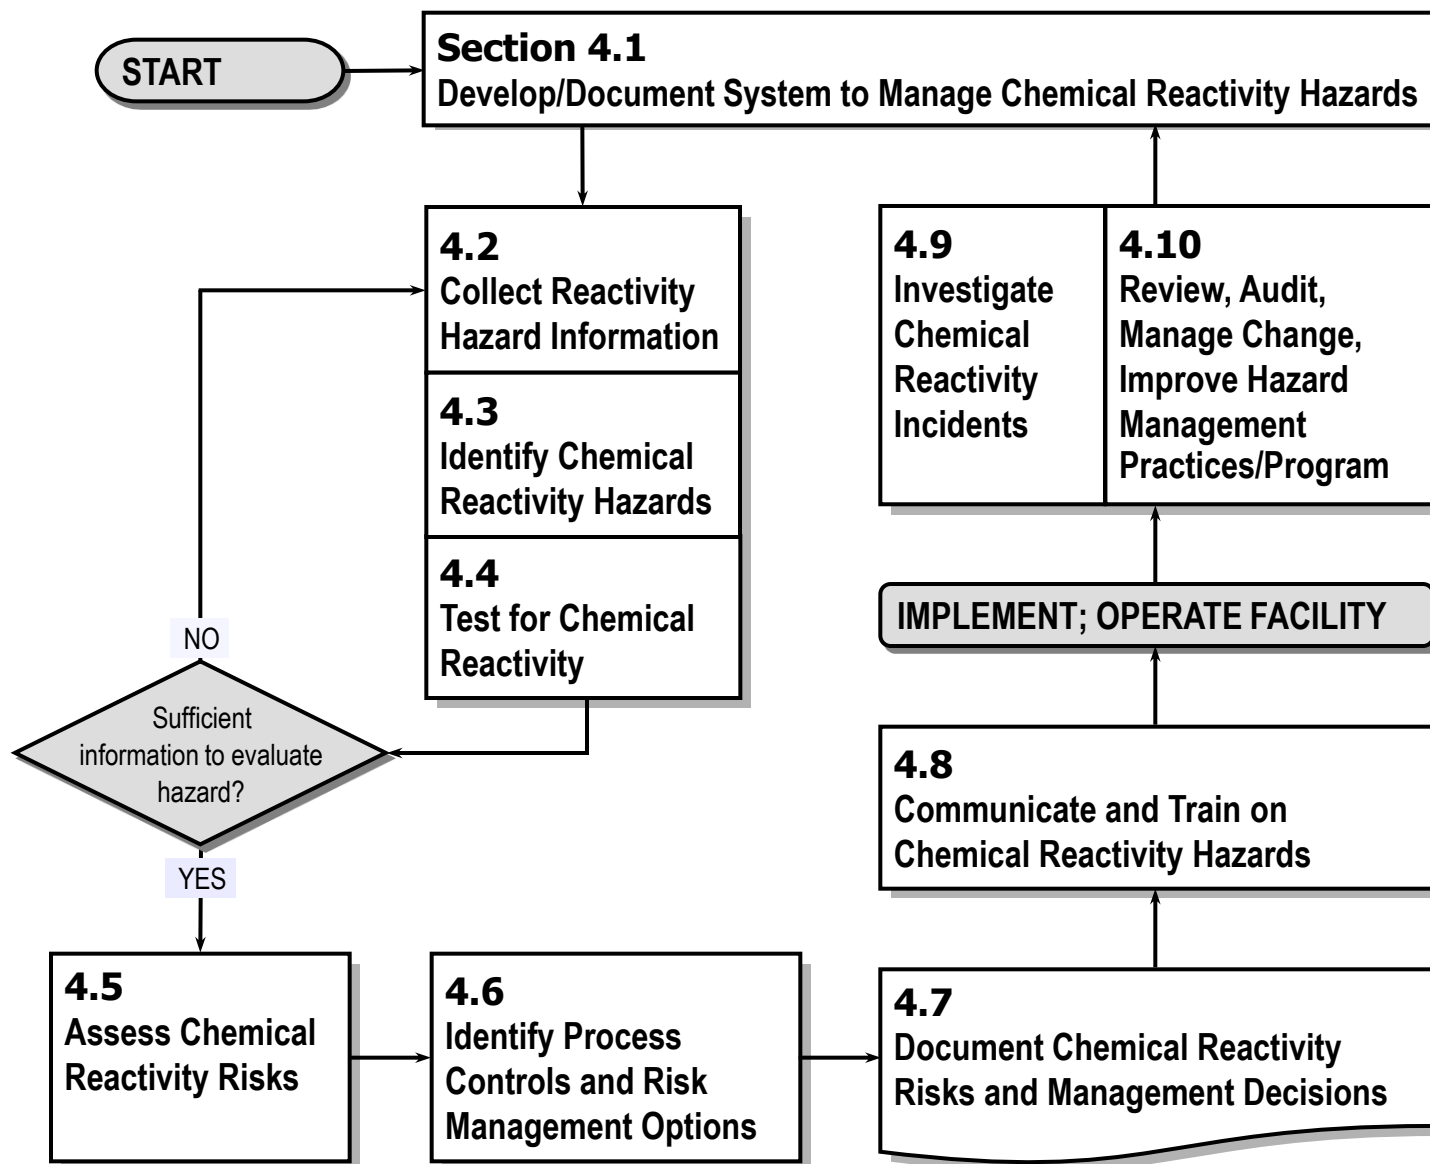 START
Section 4.1
Develop/Document System to Manage Chemical Reactivity Hazards
4.2
Collect Reactivity
Hazard Information
4.3
Identify Chemical
Reactivity Hazards
4.4
Test for Chemical
Reactivity
NO
Sufficient
information to evaluate
hazard?
YES
4.5
Assess Chemical
Reactivity Risks
4.6
Identify Process
Controls and Risk
Management Options
4.7
Document Chemical Reactivity
Risks and Management Decisions
4.8
Communicate and Train on
Chemical Reactivity Hazards
IMPLEMENT; OPERATE FACILITY
4.9
Investigate
Chemical
Reactivity
Incidents
4.10
Review, Audit,
Manage Change,
Improve Hazard
Management
Practices/Program